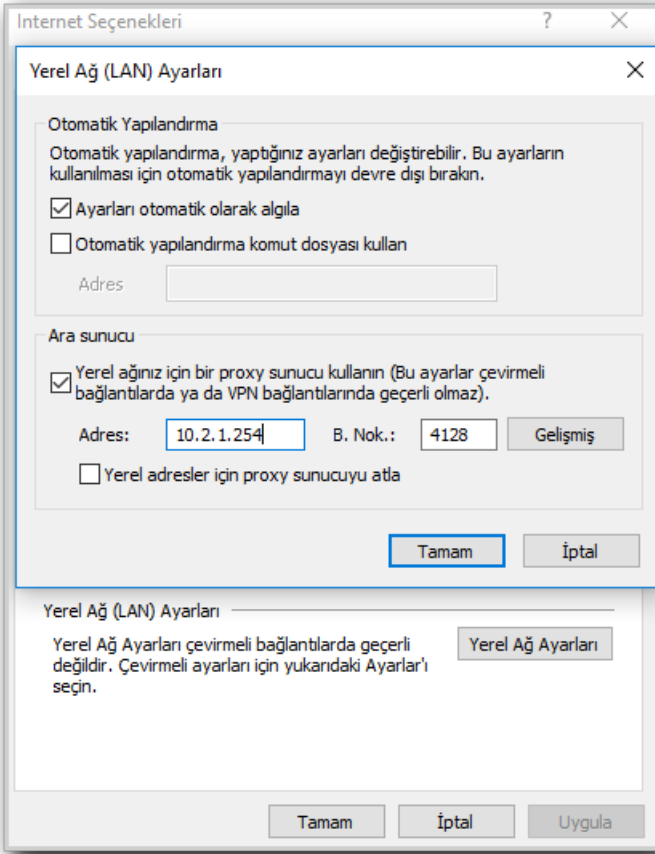 Internet Seçenekleri
Yerel Ağ (LAN) Ayarları
Otomatik Yapılandırma
Otomatik yapılandırma, yaptığınız ayarları değiştirebilir. Bu ayarların
kullanılması için otomatik yapılandırmayı devre dışı bırakın.
Ayarları otomatik olarak algıla
Otomatik yapılandırma komut dosyası kullan
Adres
Ara sunucu
Yerel ağınız için bir proxy sunucu kullanın (Bu ayarlar çevirmeli
bağlantılarda ya da VPN bağlantılarında geçerli olmaz).
Adres: 10.2.1.254 B. Nok.: 4128 Gelişmiş
Yerel adresler için proxy sunucuyu atla
Tamam İptal
Yerel Ağ (LAN) Ayarları
Yerel Ağ Ayarları çevirmeli bağlantılarda geçerli
değildir. Çevirmeli ayarları için yukarıdaki Ayarlar'ı
seçin.
Yerel Ağ Ayarları
Tamam İptal Uygula